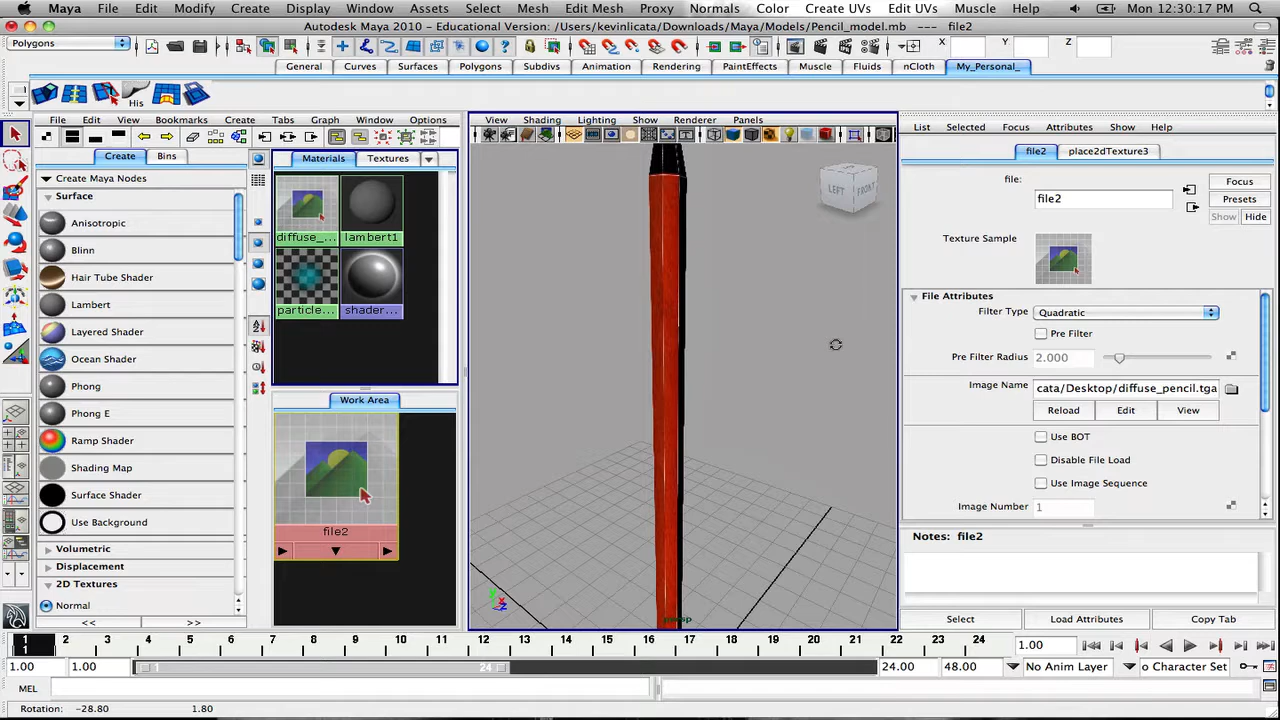 Maya File Edit Modify Create Display Window Assets Select Mesh Edit Mesh Proxy Normals Color Create UVs Edit UVs Muscle Help Mon 12:30:17 PM
Autodesk Maya 2010 - Educational Version: /Users/kevinlicata/Downloads/Maya/Models/Pencil_model.mb --- file2
Polygons X Y Z
General Curves Surfaces Polygons Subdivs Animation Rendering PaintEffects Muscle Fluids nCloth My_Personal_
His
File Edit View Bookmarks Create Tabs Graph Window Options
View Shading Lighting Show Renderer Panels
List Selected Focus Attributes Show Help
Create Bins
Materials Textures
file2 place2dTexture3
Create Maya Nodes
Surface
Anisotropic
Blinn
Hair Tube Shader
Lambert
Layered Shader
Ocean Shader
Phong
Phong E
Ramp Shader
Shading Map
Surface Shader
Use Background
Volumetric
Displacement
2D Textures
Normal
<< >>
diffuse_... lambert1
particle... shader...
Work Area
file2
LEFT FRONT
persp
file:
file2
Focus
Presets
Show Hide
Texture Sample
File Attributes
Filter Type Quadratic
Pre Filter
Pre Filter Radius 2.000
Image Name cata/Desktop/diffuse_pencil.tga
Reload Edit View
Use BOT
Disable File Load
Use Image Sequence
Image Number 1
Notes: file2
Select Load Attributes Copy Tab
1 2 3 4 5 6 7 8 9 10 11 12 13 14 15 16 17 18 19 20 21 22 23 24
1 1.00
1.00 1.00 1 24 24.00 48.00 No Anim Layer o Character Set
MEL
Rotation: -28.80 1.80